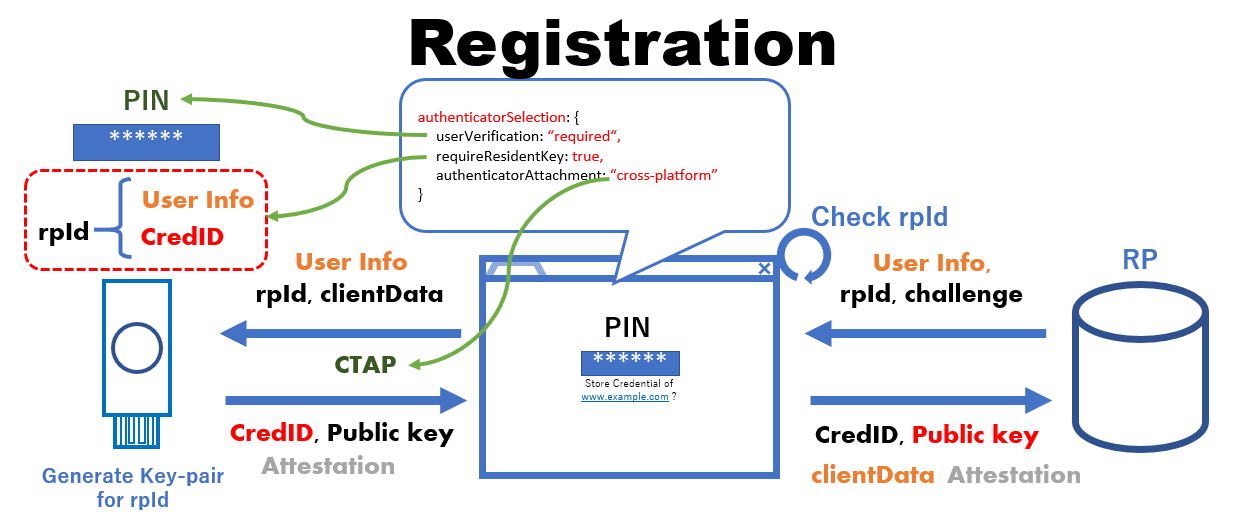 Registration
PIN
******
authenticatorSelection: {
userVerification: “required“,
requireResidentKey: true,
authenticatorAttachment: “cross-platform”
}
rpId
User Info
CredID
Check rpId
User Info
rpId, clientData
User Info,
rpId, challenge
RP
CTAP
PIN
******
Store Credential of
www.example.com ?
CredID, Public key
Attestation
CredID, Public key
clientData Attestation
Generate Key-pair
for rpId
×